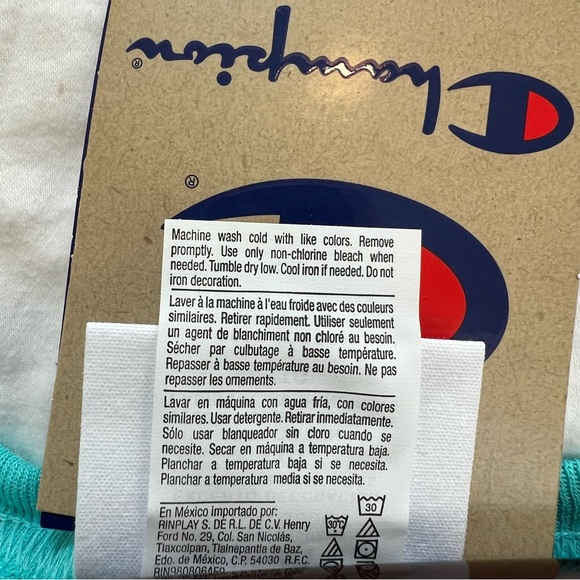 Champion®
®
Machine wash cold with like colors. Remove
promptly. Use only non-chlorine bleach when
needed. Tumble dry low. Cool iron if needed. Do not
iron decoration.
Laver à la machine à l'eau froide avec des couleurs
similaires. Retirer rapidement. Utiliser seulement
un agent de blanchiment non chloré au besoin.
Sécher par culbutage à basse température.
Repasser à basse température au besoin. Ne pas
repasser les ornements.
Lavar en máquina con agua fría, con colores
similares. Usar detergente. Retirar inmediatamente.
Sólo usar blanqueador sin cloro cuando se
necesite. Secar en máquina a temperatura baja.
Planchar a temperatura baja si se necesita.
Planchar a temperatura media si se necesita.
En México importado por:
RINPLAY S. DE R.L. DE C.V. Henry
Ford No. 29, Col. San Nicolás,
Tlaxcolpan, Tlalnepantla de Baz,
Edo. de México, C.P. 54030 R.F.C.
RIN980806AE9
30
30°C